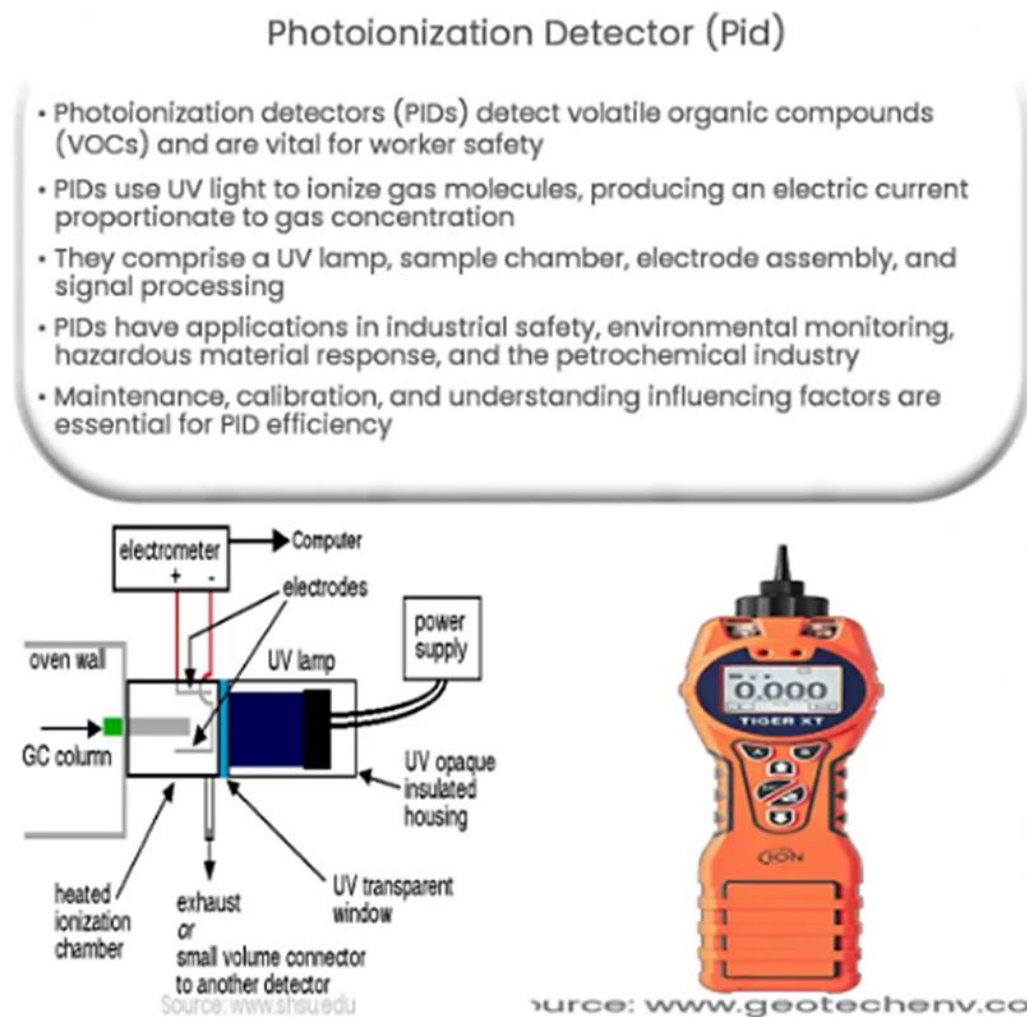 Photoionization Detector (Pid)
• Photoionization detectors (PIDs) detect volatile organic compounds
(VOCs) and are vital for worker safety
• PIDs use UV light to ionize gas molecules, producing an electric current
proportionate to gas concentration
• They comprise a UV lamp, sample chamber, electrode assembly, and
signal processing
• PIDs have applications in industrial safety, environmental monitoring,
hazardous material response, and the petrochemical industry
• Maintenance, calibration, and understanding influencing factors are
essential for PID efficiency
electrometer
+ -
Computer
electrodes
power
supply
oven wall
UV lamp
GC column
UV opaque
insulated
housing
heated
ionization
chamber
exhaust
or
small volume connector
to another detector
UV transparent
window
Source: www.shsu.edu
0.000
TIGER XT
ION
urce: www.geotechenv.co